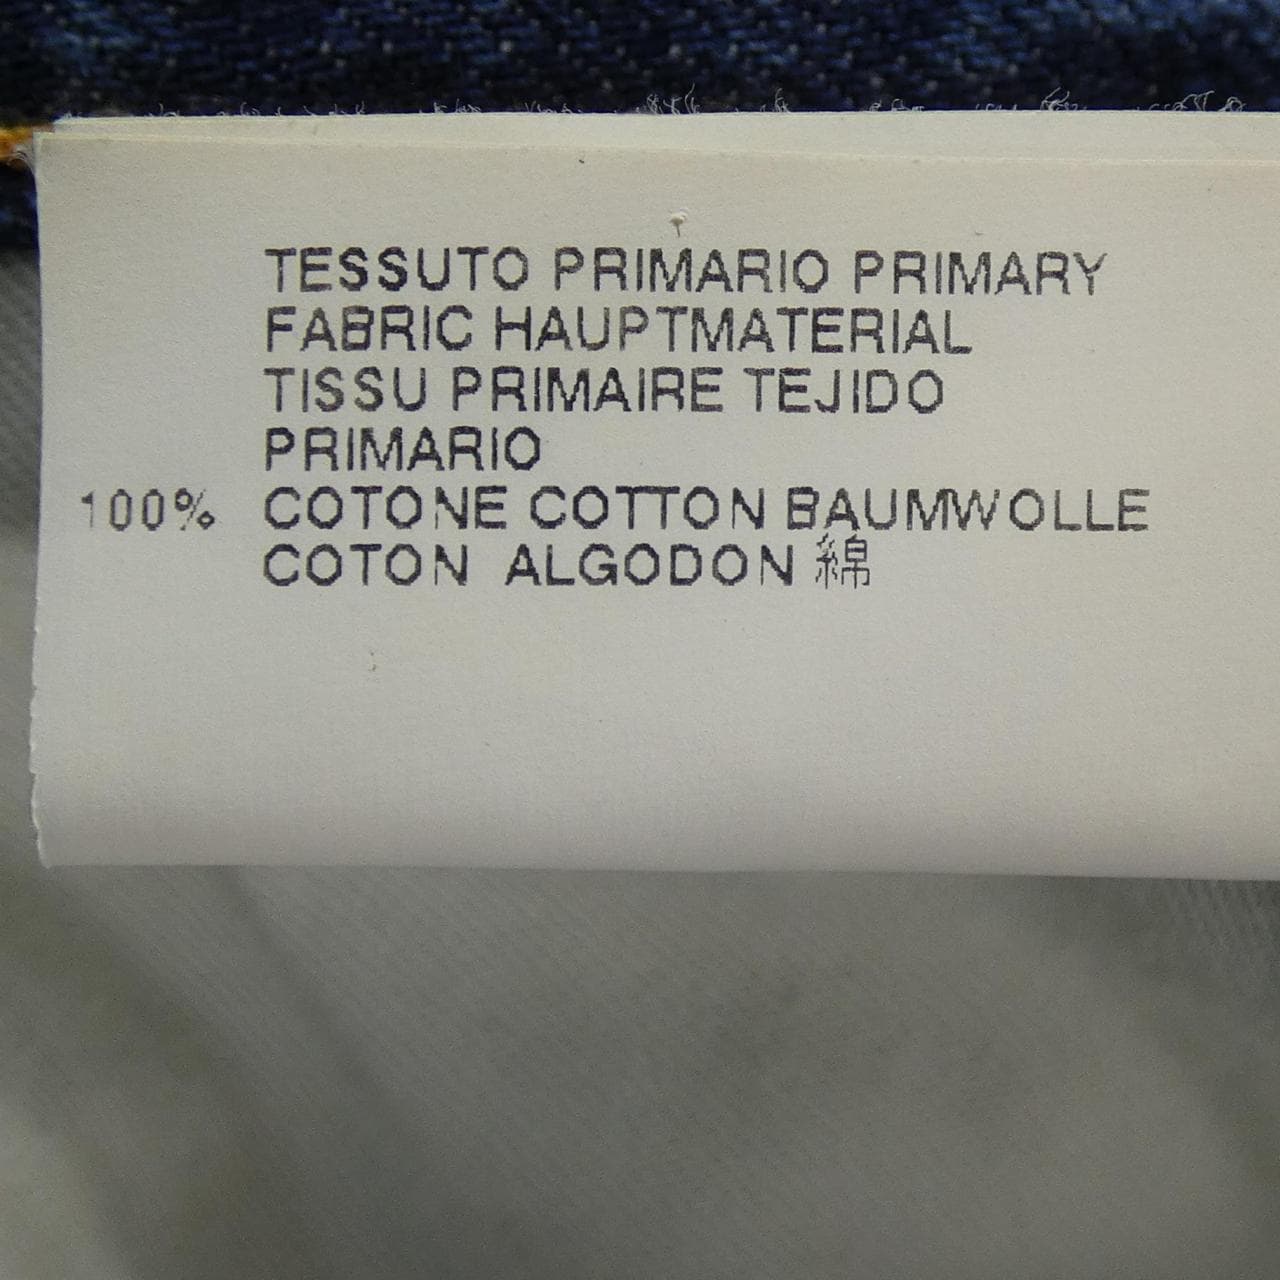 TESSUTO PRIMARIO PRIMARY
FABRIC HAUPTMATERIAL
TISSU PRIMAIRE TEJIDO
PRIMARIO
100% COTONE COTTON BAUMWOLLE
COTON ALGODON 綿